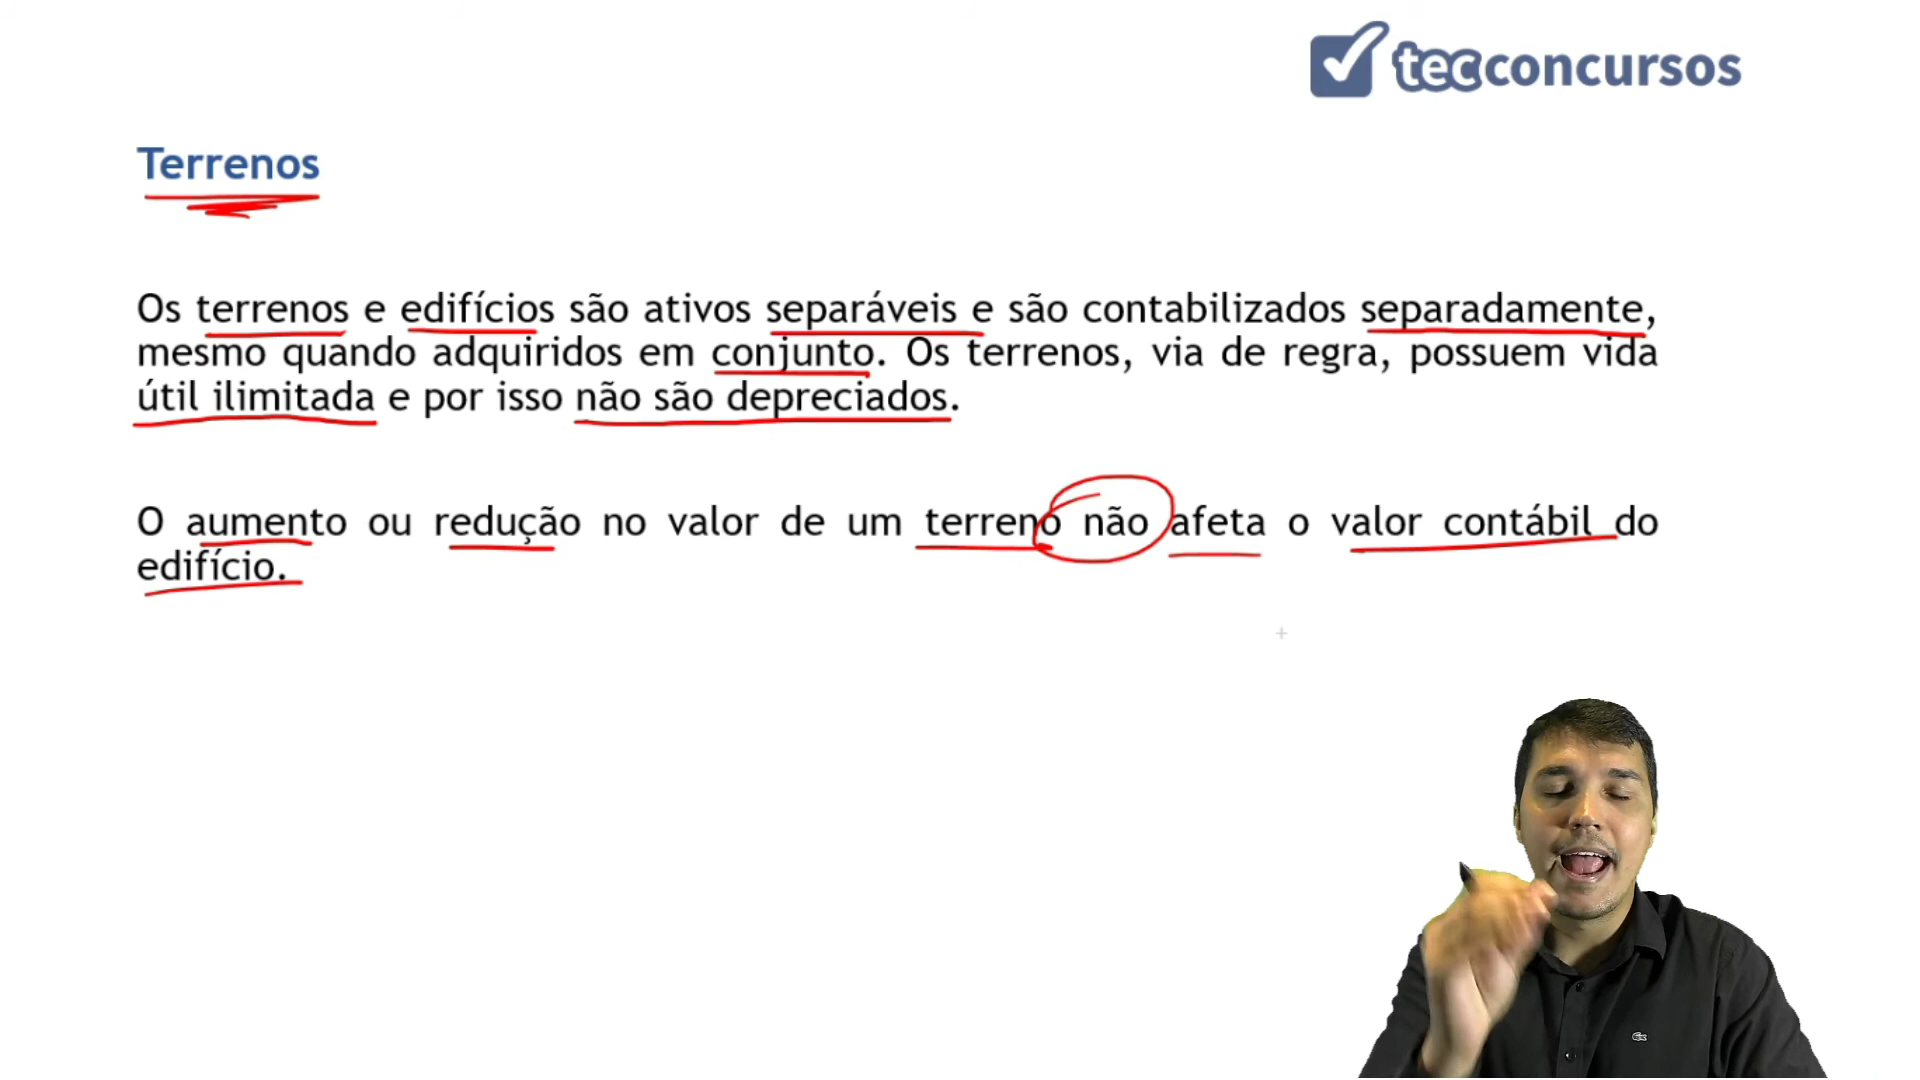 tecconcursos
Terrenos
Os terrenos e edifícios são ativos separáveis e são contabilizados separadamente,
mesmo quando adquiridos em conjunto. Os terrenos, via de regra, possuem vida
útil ilimitada e por isso não são depreciados.
O aumento ou redução no valor de um terreno não afeta o valor contábil do
edifício.